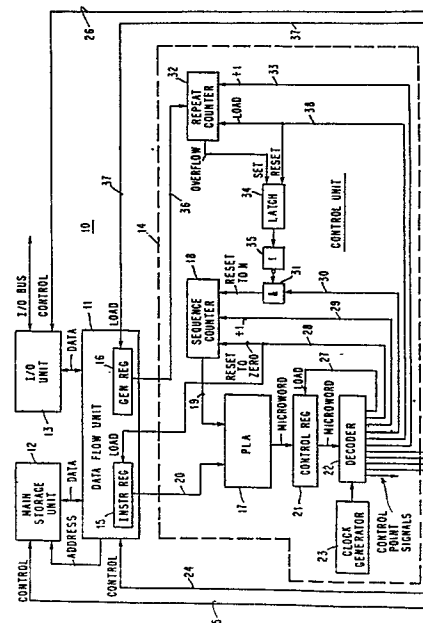 26
37
I/O BUS
CONTROL
10
I/O UNIT
13
DATA
MAIN STORAGE UNIT
12
DATA
ADDRESS
CONTROL
CONTROL
11
DATA FLOW UNIT
LOAD
37
GEN REG
16
INSTR REG
15
LOAD
14
36
32
REPEAT COUNTER
OVERFLOW
+1
33
LOAD
38
SET
RESET
34
LATCH
35
I
&
31
CONTROL UNIT
18
SEQUENCE COUNTER
RESET TO N
30
+1
29
RESET TO ZERO
28
19
20
17
PLA
MICROWORD
LOAD
27
21
CONTROL REG
MICROWORD
22
DECODER
23
CLOCK GENERATOR
CONTROL POINT SIGNALS
24